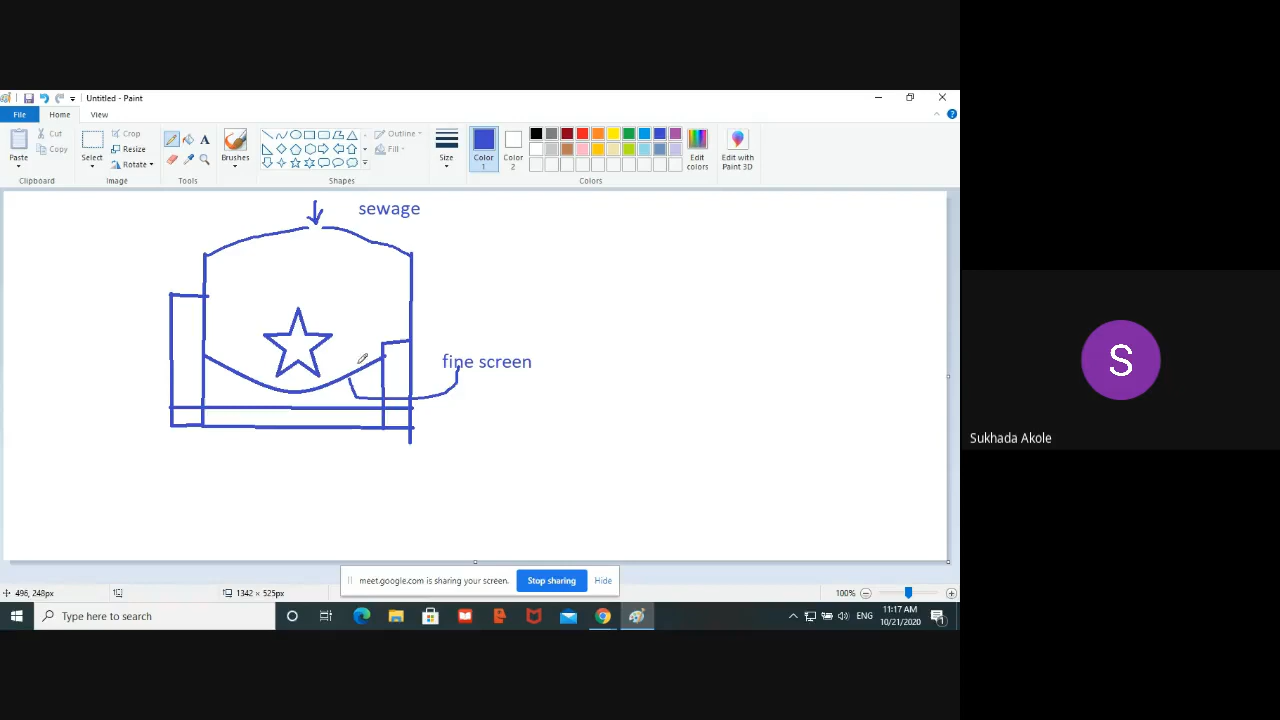 Untitled - Paint
File
Home
View
Cut
Copy
Paste
Clipboard
Select
Crop
Resize
Rotate
Image
A
Tools
Brushes
Outline
Fill
Shapes
Size
Color 1
Color 2
Edit colors
Edit with Paint 3D
Colors
sewage
fine screen
S
Sukhada Akole
meet.google.com is sharing your screen.
Stop sharing
Hide
496, 248px
1342 × 525px
100%
Type here to search
ENG
11:17 AM
10/21/2020
1